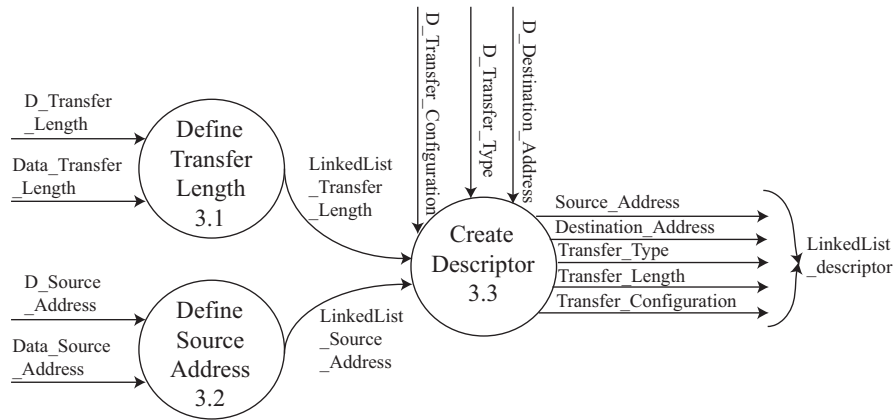 D_Transfer
_Length
Data_Transfer
_Length
Define
Transfer
Length
3.1
LinkedList
_Transfer
_Length
D_Transfer_Configuration
D_Transfer_Type
D_Destination_Address
D_Source
_Address
Data_Source
_Address
Define
Source
Address
3.2
LinkedList
_Source
_Address
Create
Descriptor
3.3
Source_Address
Destination_Address
Transfer_Type
Transfer_Length
Transfer_Configuration
LinkedList
_descriptor